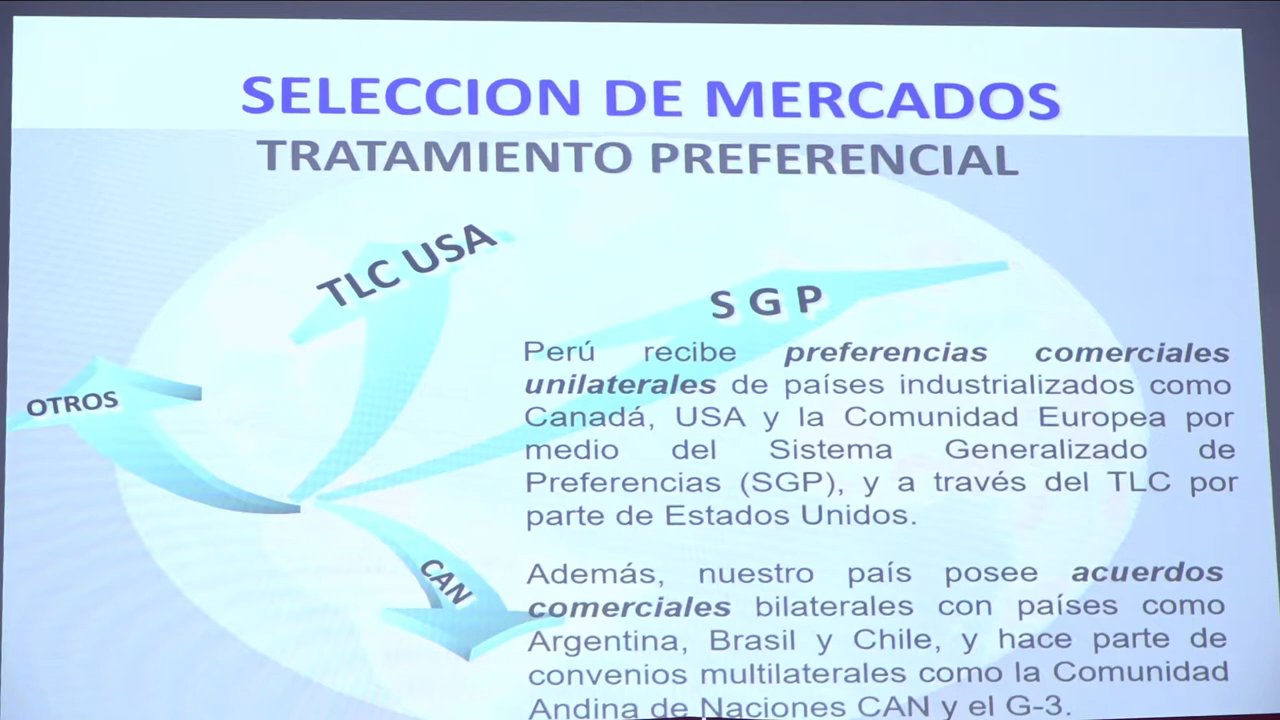 SELECCION DE MERCADOS
TRATAMIENTO PREFERENCIAL
TLC USA
S G P
OTROS
CAN
Perú recibe preferencias comerciales
unilaterales de países industrializados como
Canadá, USA y la Comunidad Europea por
medio del Sistema Generalizado de
Preferencias (SGP), y a través del TLC por
parte de Estados Unidos.
Además, nuestro país posee acuerdos
comerciales bilaterales con países como
Argentina, Brasil y Chile, y hace parte de
convenios multilaterales como la Comunidad
Andina de Naciones CAN y el G-3.